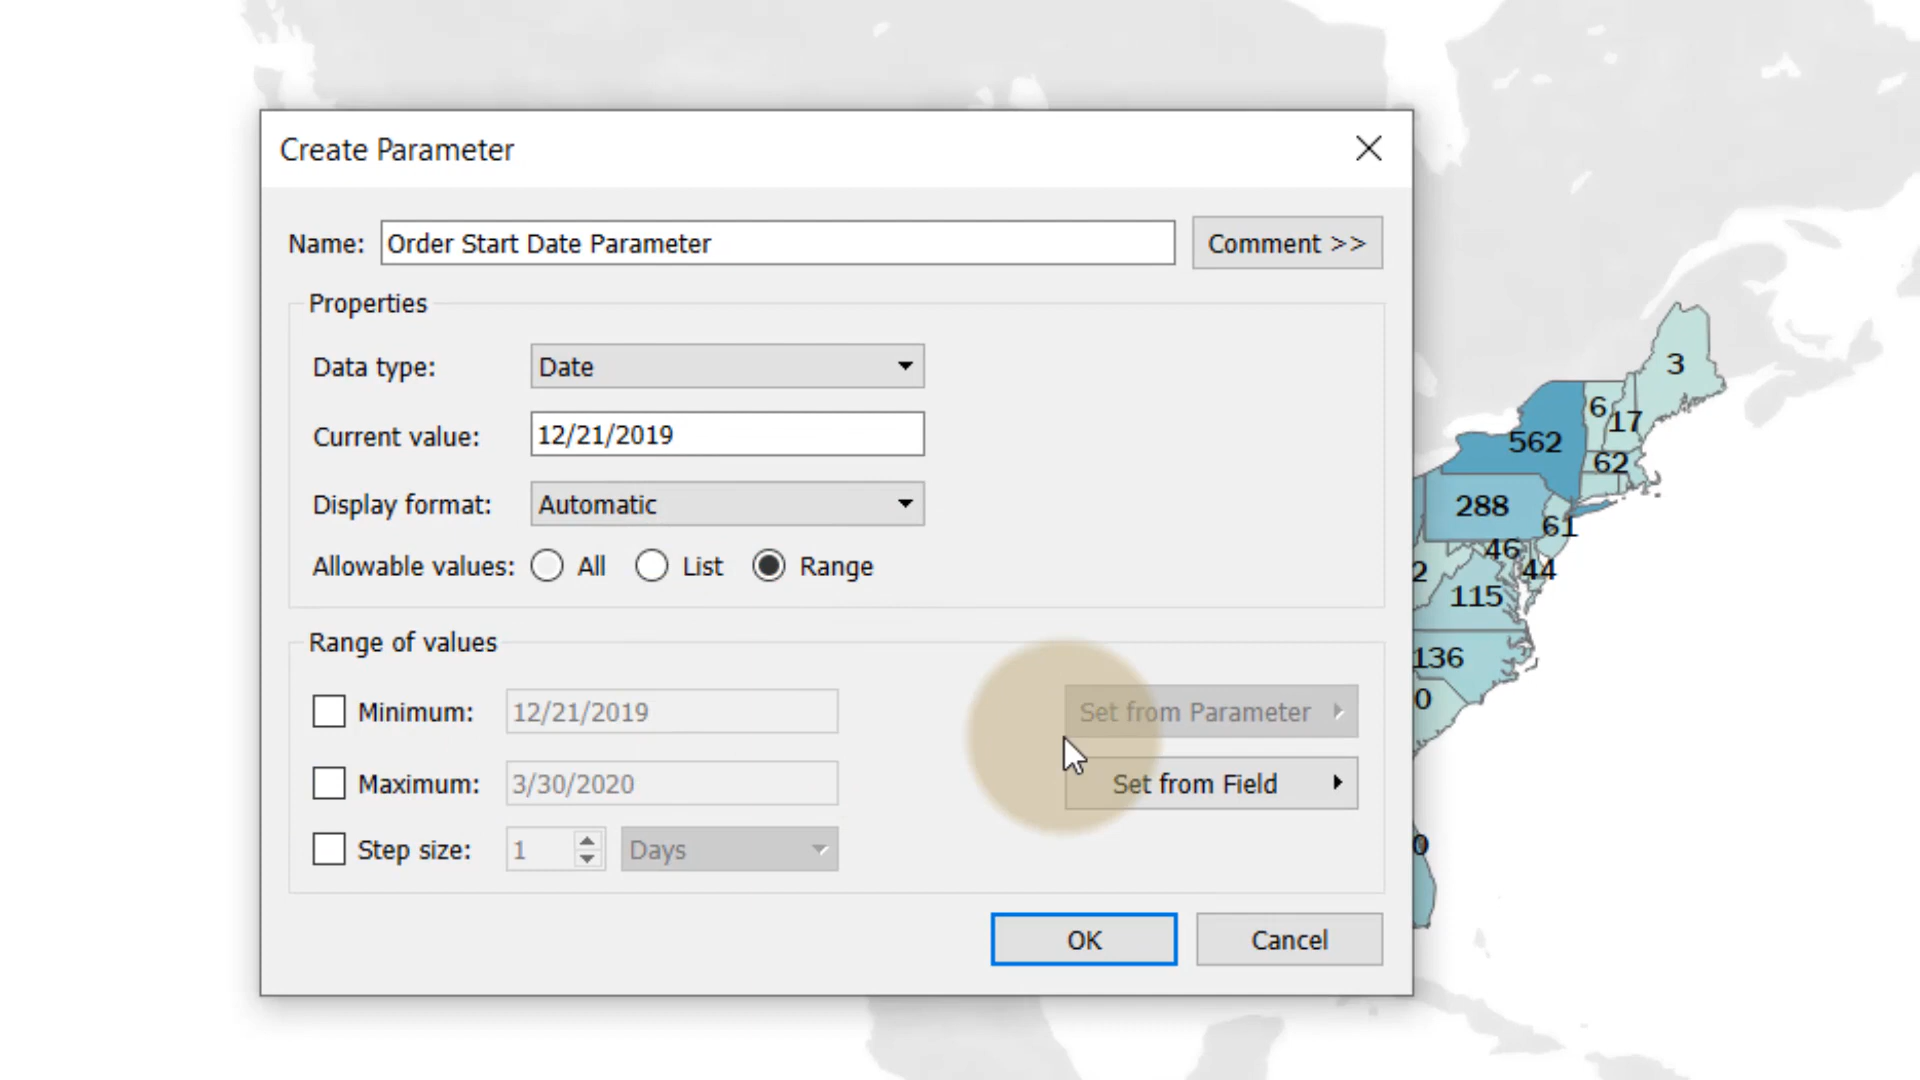 Create Parameter
Name: Order Start Date Parameter Comment >>
Properties
Data type: Date
Current value: 12/21/2019
Display format: Automatic
Allowable values: All List Range
Range of values
Minimum: 12/21/2019 Set from Parameter
Maximum: 3/30/2020 Set from Field
Step size: 1 Days
OK Cancel
3
6
17
562
62
288
61
46
2
44
115
136
0
0